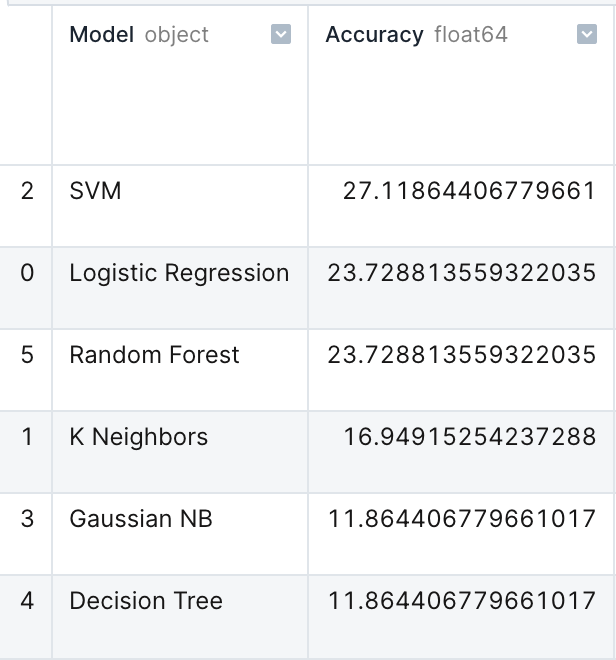 Model object Accuracy float64
2 SVM 27.11864406779661
0 Logistic Regression 23.728813559322035
5 Random Forest 23.728813559322035
1 K Neighbors 16.94915254237288
3 Gaussian NB 11.864406779661017
4 Decision Tree 11.864406779661017